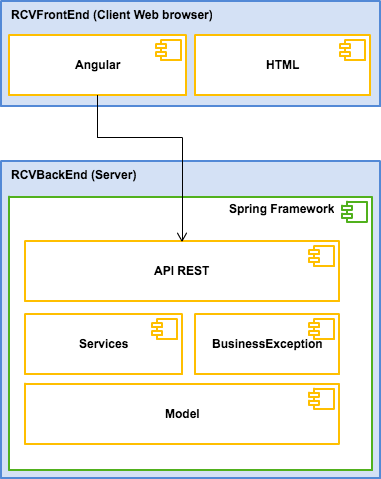 RCVFrontEnd (Client Web browser)
Angular
HTML
RCVBackEnd (Server)
Spring Framework
API REST
Services
BusinessException
Model